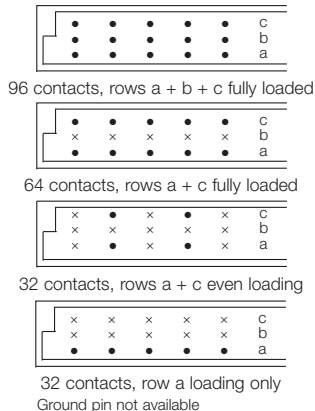 c
b
a
96 contacts, rows a + b + c fully loaded
c
b
a
64 contacts, rows a + c fully loaded
c
b
a
32 contacts, rows a + c even loading
c
b
a
32 contacts, row a loading only
Ground pin not available